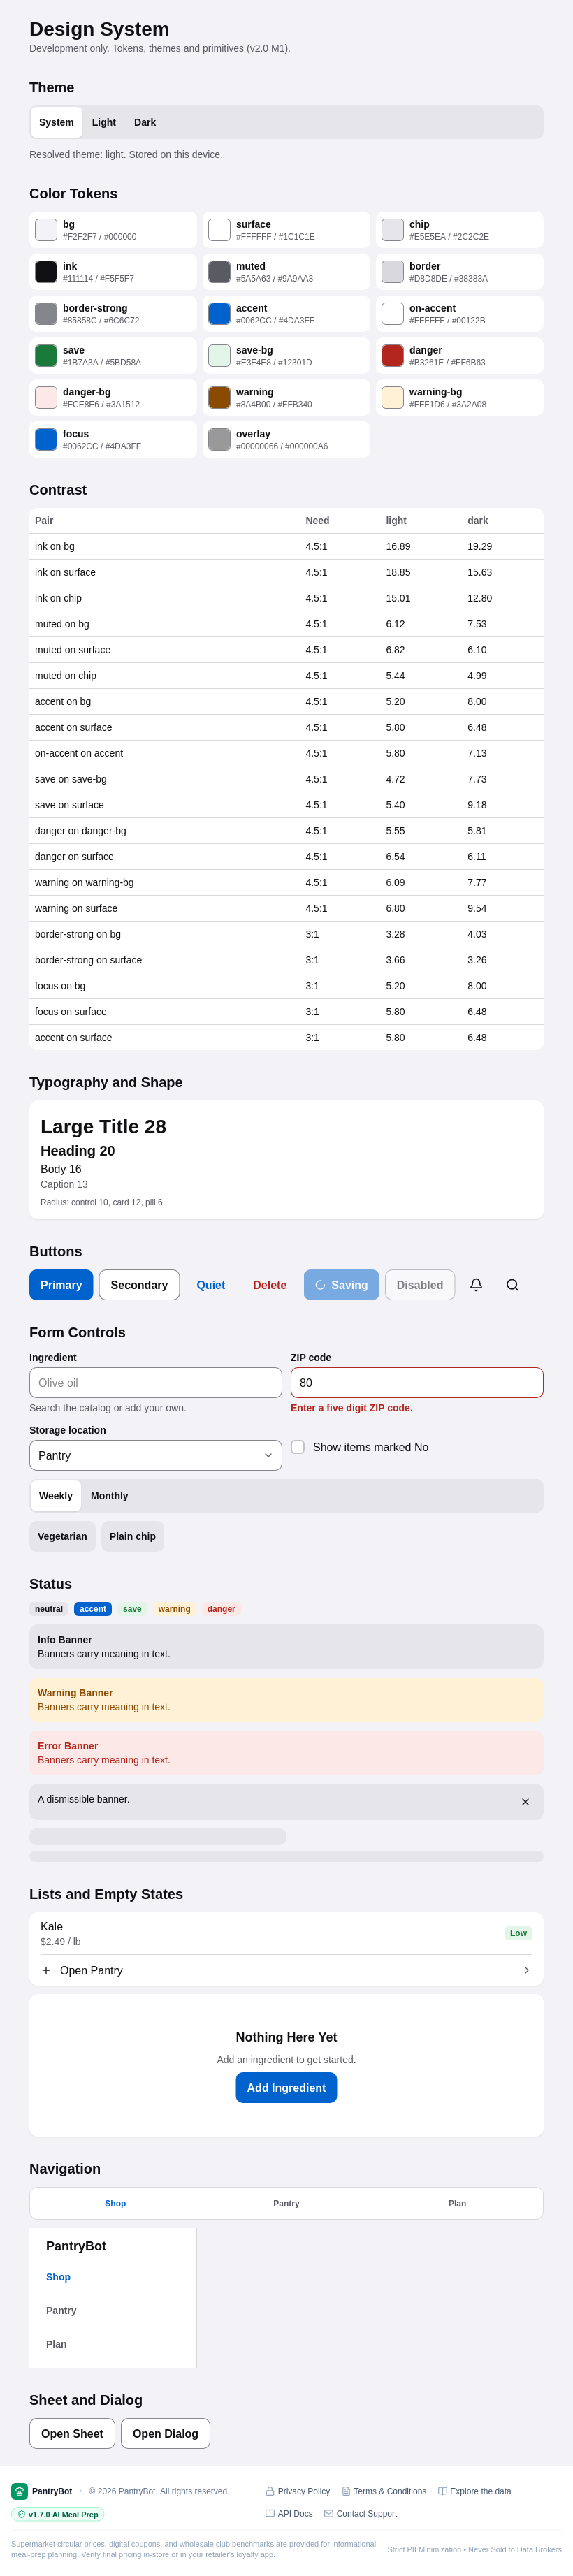 Design System
Development only. Tokens, themes and primitives (v2.0 M1).
Theme
System Light Dark
Resolved theme: light. Stored on this device.
Color Tokens
bg
#F2F2F7 / #000000
surface
#FFFFFF / #1C1C1E
chip
#E5E5EA / #2C2C2E
ink
#111114 / #F5F5F7
muted
#5A5A63 / #9A9AA3
border
#D8D8DE / #38383A
border-strong
#85858C / #6C6C72
accent
#0062CC / #4DA3FF
on-accent
#FFFFFF / #00122B
save
#1B7A3A / #5BD58A
save-bg
#E3F4E8 / #12301D
danger
#B3261E / #FF6B63
danger-bg
#FCE8E6 / #3A1512
warning
#8A4B00 / #FFB340
warning-bg
#FFF1D6 / #3A2A08
focus
#0062CC / #4DA3FF
overlay
#00000066 / #000000A6
Contrast
Pair Need light dark
ink on bg 4.5:1 16.89 19.29
ink on surface 4.5:1 18.85 15.63
ink on chip 4.5:1 15.01 12.80
muted on bg 4.5:1 6.12 7.53
muted on surface 4.5:1 6.82 6.10
muted on chip 4.5:1 5.44 4.99
accent on bg 4.5:1 5.20 8.00
accent on surface 4.5:1 5.80 6.48
on-accent on accent 4.5:1 5.80 7.13
save on save-bg 4.5:1 4.72 7.73
save on surface 4.5:1 5.40 9.18
danger on danger-bg 4.5:1 5.55 5.81
danger on surface 4.5:1 6.54 6.11
warning on warning-bg 4.5:1 6.09 7.77
warning on surface 4.5:1 6.80 9.54
border-strong on bg 3:1 3.28 4.03
border-strong on surface 3:1 3.66 3.26
focus on bg 3:1 5.20 8.00
focus on surface 3:1 5.80 6.48
accent on surface 3:1 5.80 6.48
Typography and Shape
Large Title 28
Heading 20
Body 16
Caption 13
Radius: control 10, card 12, pill 6
Buttons
Primary Secondary Quiet Delete Saving Disabled
Form Controls
Ingredient
Olive oil
Search the catalog or add your own.
ZIP code
80
Enter a five digit ZIP code.
Storage location
Pantry
Show items marked No
Weekly Monthly
Vegetarian Plain chip
Status
neutral accent save warning danger
Info Banner
Banners carry meaning in text.
Warning Banner
Banners carry meaning in text.
Error Banner
Banners carry meaning in text.
A dismissible banner.
Lists and Empty States
Kale
$2.49 / lb
Low
Open Pantry
Nothing Here Yet
Add an ingredient to get started.
Add Ingredient
Navigation
Shop Pantry Plan
PantryBot
Shop
Pantry
Plan
Sheet and Dialog
Open Sheet Open Dialog
PantryBot • © 2026 PantryBot. All rights reserved.
v1.7.0 AI Meal Prep
Privacy Policy Terms & Conditions Explore the data
API Docs Contact Support
Supermarket circular prices, digital coupons, and wholesale club benchmarks are provided for informational
meal-prep planning. Verify final pricing in-store or in your retailer's loyalty app.
Strict PII Minimization • Never Sold to Data Brokers